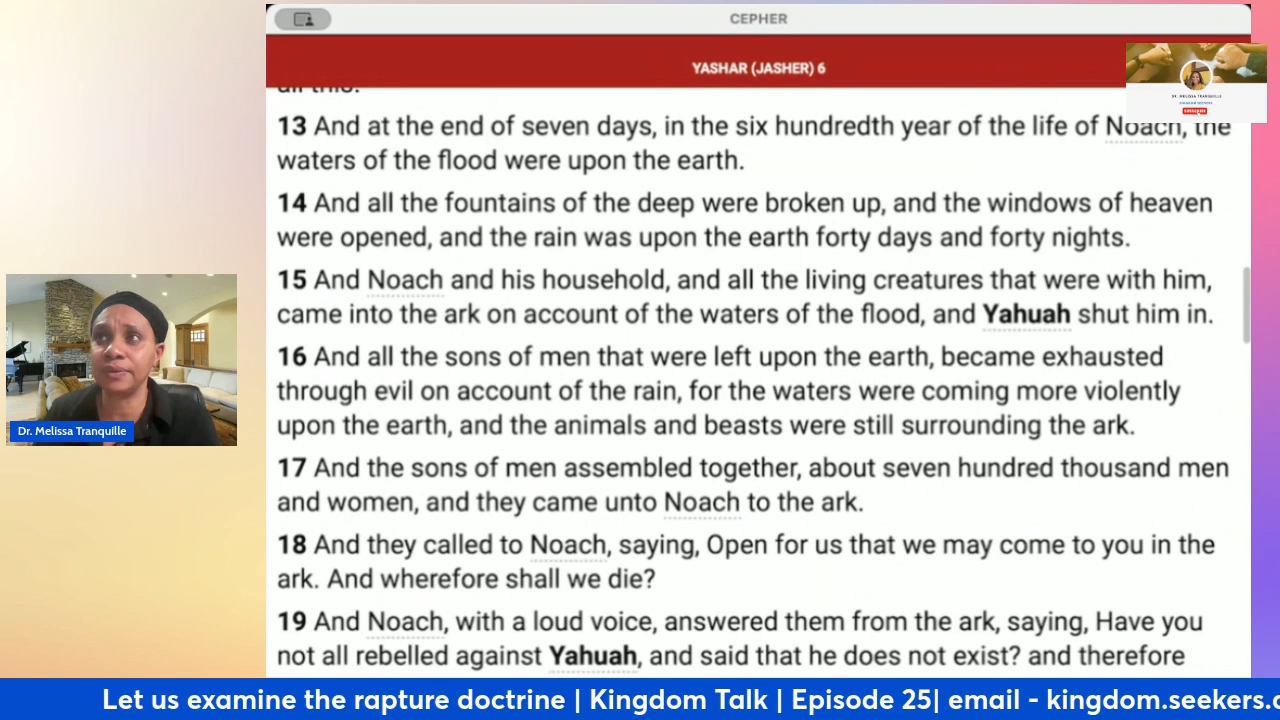 CEPHER
YASHAR (JASHER) 6
all this.
13 And at the end of seven days, in the six hundredth year of the life of Noach, the
waters of the flood were upon the earth.
14 And all the fountains of the deep were broken up, and the windows of heaven
were opened, and the rain was upon the earth forty days and forty nights.
15 And Noach and his household, and all the living creatures that were with him,
came into the ark on account of the waters of the flood, and Yahuah shut him in.
16 And all the sons of men that were left upon the earth, became exhausted
through evil on account of the rain, for the waters were coming more violently
upon the earth, and the animals and beasts were still surrounding the ark.
17 And the sons of men assembled together, about seven hundred thousand men
and women, and they came unto Noach to the ark.
18 And they called to Noach, saying, Open for us that we may come to you in the
ark. And wherefore shall we die?
19 And Noach, with a loud voice, answered them from the ark, saying, Have you
not all rebelled against Yahuah, and said that he does not exist? and therefore
DR. MELISSA TRANQUILLE
KINGDOM SEEKERS
SUBSCRIBE
Dr. Melissa Tranquille
Let us examine the rapture doctrine | Kingdom Talk | Episode 25| email - kingdom.seekers.